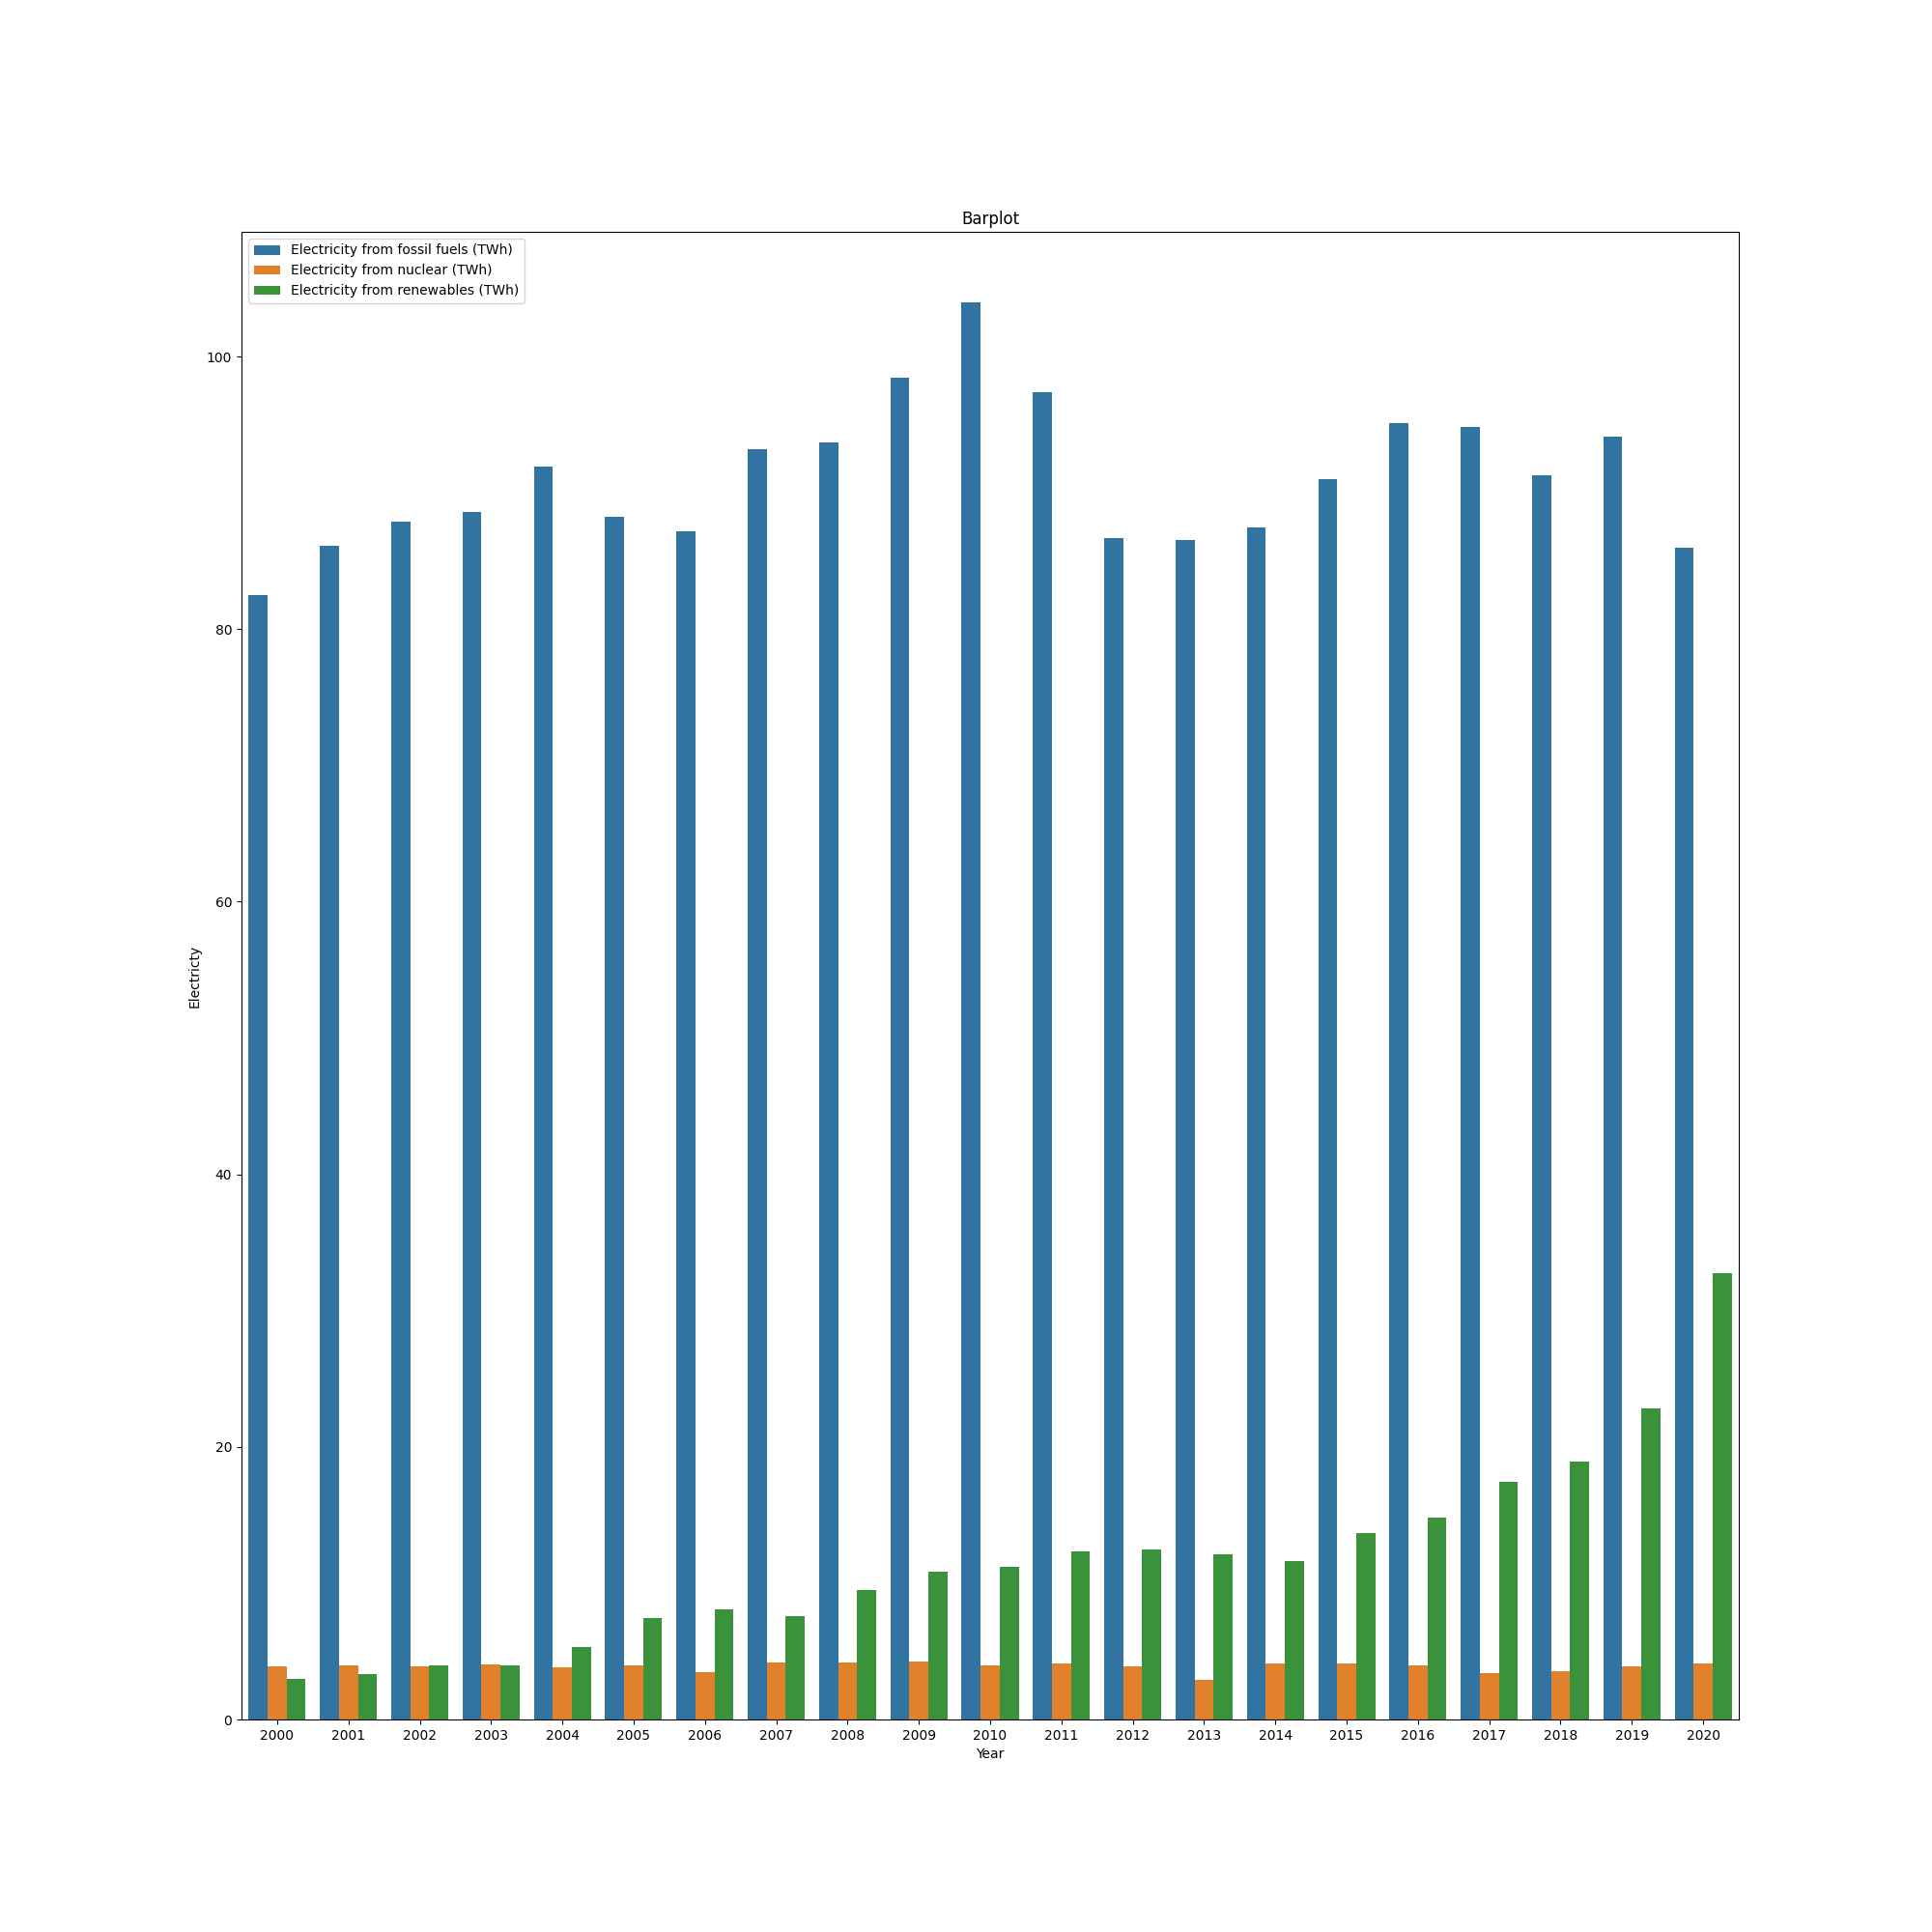 Barplot
Electricity from fossil fuels (TWh)
Electricity from nuclear (TWh)
Electricity from renewables (TWh)
100
80
60
40
20
0
Electricty
2000 2001 2002 2003 2004 2005 2006 2007 2008 2009 2010 2011 2012 2013 2014 2015 2016 2017 2018 2019 2020
Year